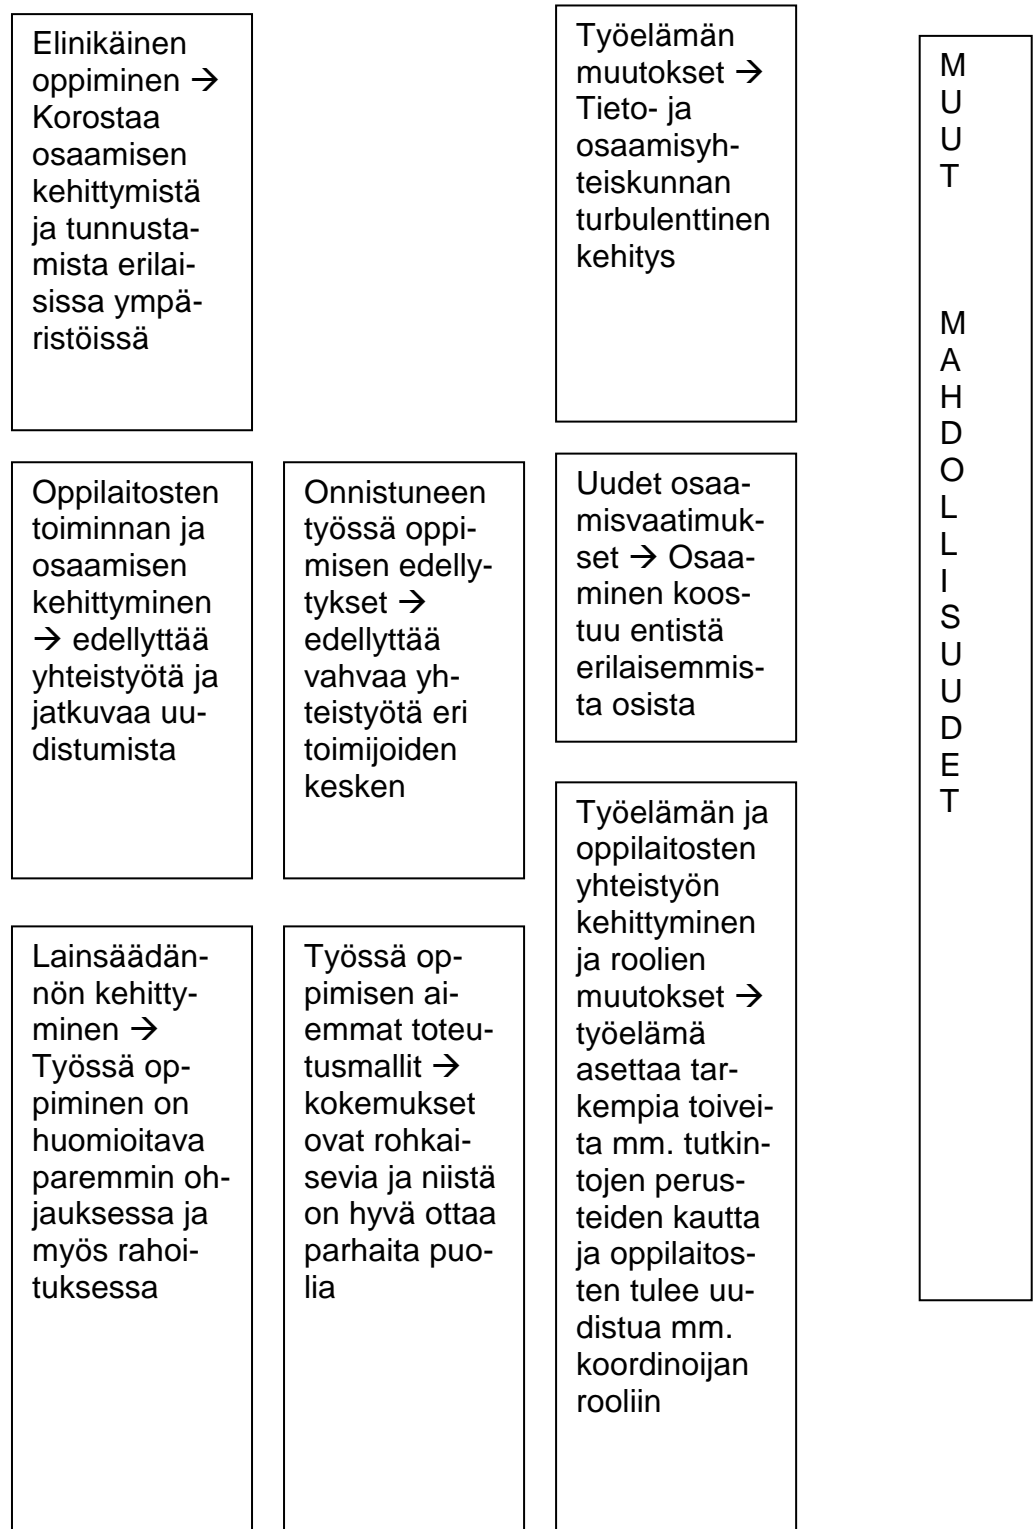 Elinikäinen
oppiminen →
Korostaa
osaamisen
kehittymistä
ja tunnusta-
mista erilai-
sissa ympä-
ristöissä
Työelämän
muutokset →
Tieto- ja
osaamisyh-
teiskunnan
turbulenttinen
kehitys
Oppilaitosten
toiminnan ja
osaamisen
kehittyminen
→ edellyttää
yhteistyötä ja
jatkuvaa uu-
distumista
Onnistuneen
työssä oppi-
misen edelly-
tykset →
edellyttää
vahvaa yh-
teistyötä eri
toimijoiden
kesken
Uudet osaa-
misvaatimuk-
set → Osaa-
minen koos-
tuu entistä
erilaisemmis-
ta osista
Lainsäädän-
nön kehitty-
minen →
Työssä op-
piminen on
huomioitava
paremmin oh-
jauksessa ja
myös rahoi-
tuksessa
Työssä op-
pimisen ai-
emmat toteu-
tusmallit →
kokemukset
ovat rohkai-
sevia ja niistä
on hyvä ottaa
parhaita puo-
lia
Työelämän ja
oppilaitosten
yhteistyön
kehittyminen
ja roolien
muutokset →
työelämä
asettaa tar-
kempia toivei-
ta mm. tutkin-
tojen perus-
teiden kautta
ja oppilaitos-
ten tulee uu-
distua mm.
koordinoijan
rooliin
M
U
U
T
M
A
H
D
O
L
L
I
S
U
U
D
E
T